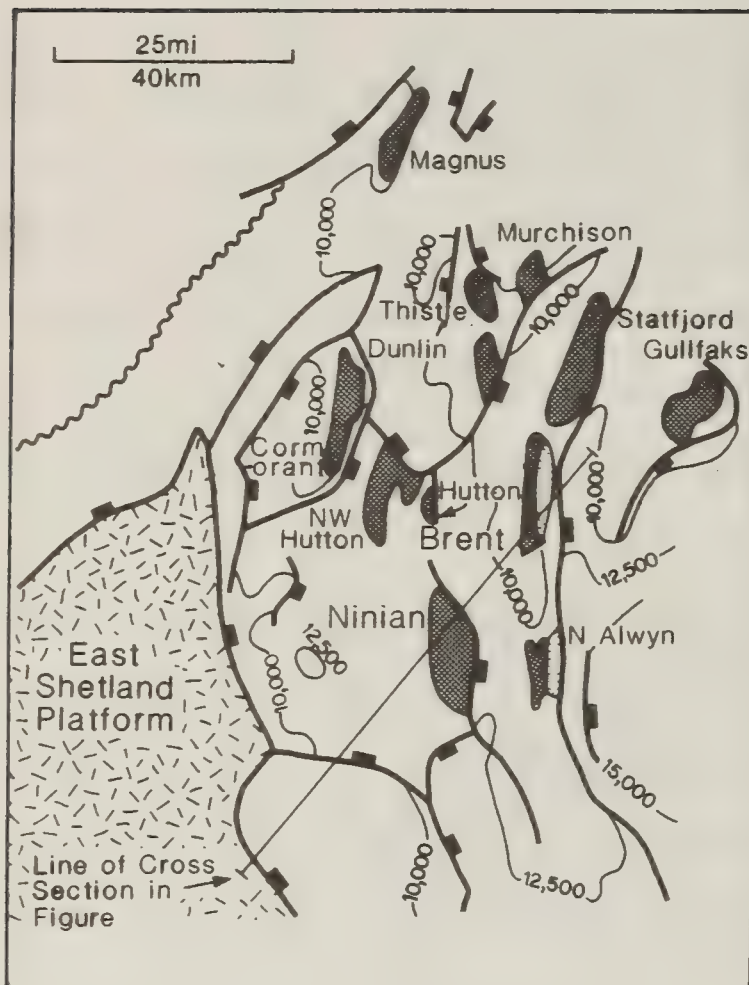 25mi
40km
Magnus
10,000
Murchison
10,000
10,000
Thistle
Statfjord
Dunlin
Gullfaks
10,000
Corm
orant
10,000
Hutton
NW
Hutton
Brent
10,000
12,500
Ninian
12,500
N Alwyn
East
Shetland
Platform
10,000
15,000
Line of Cross
Section in
Figure
10,000
12,500